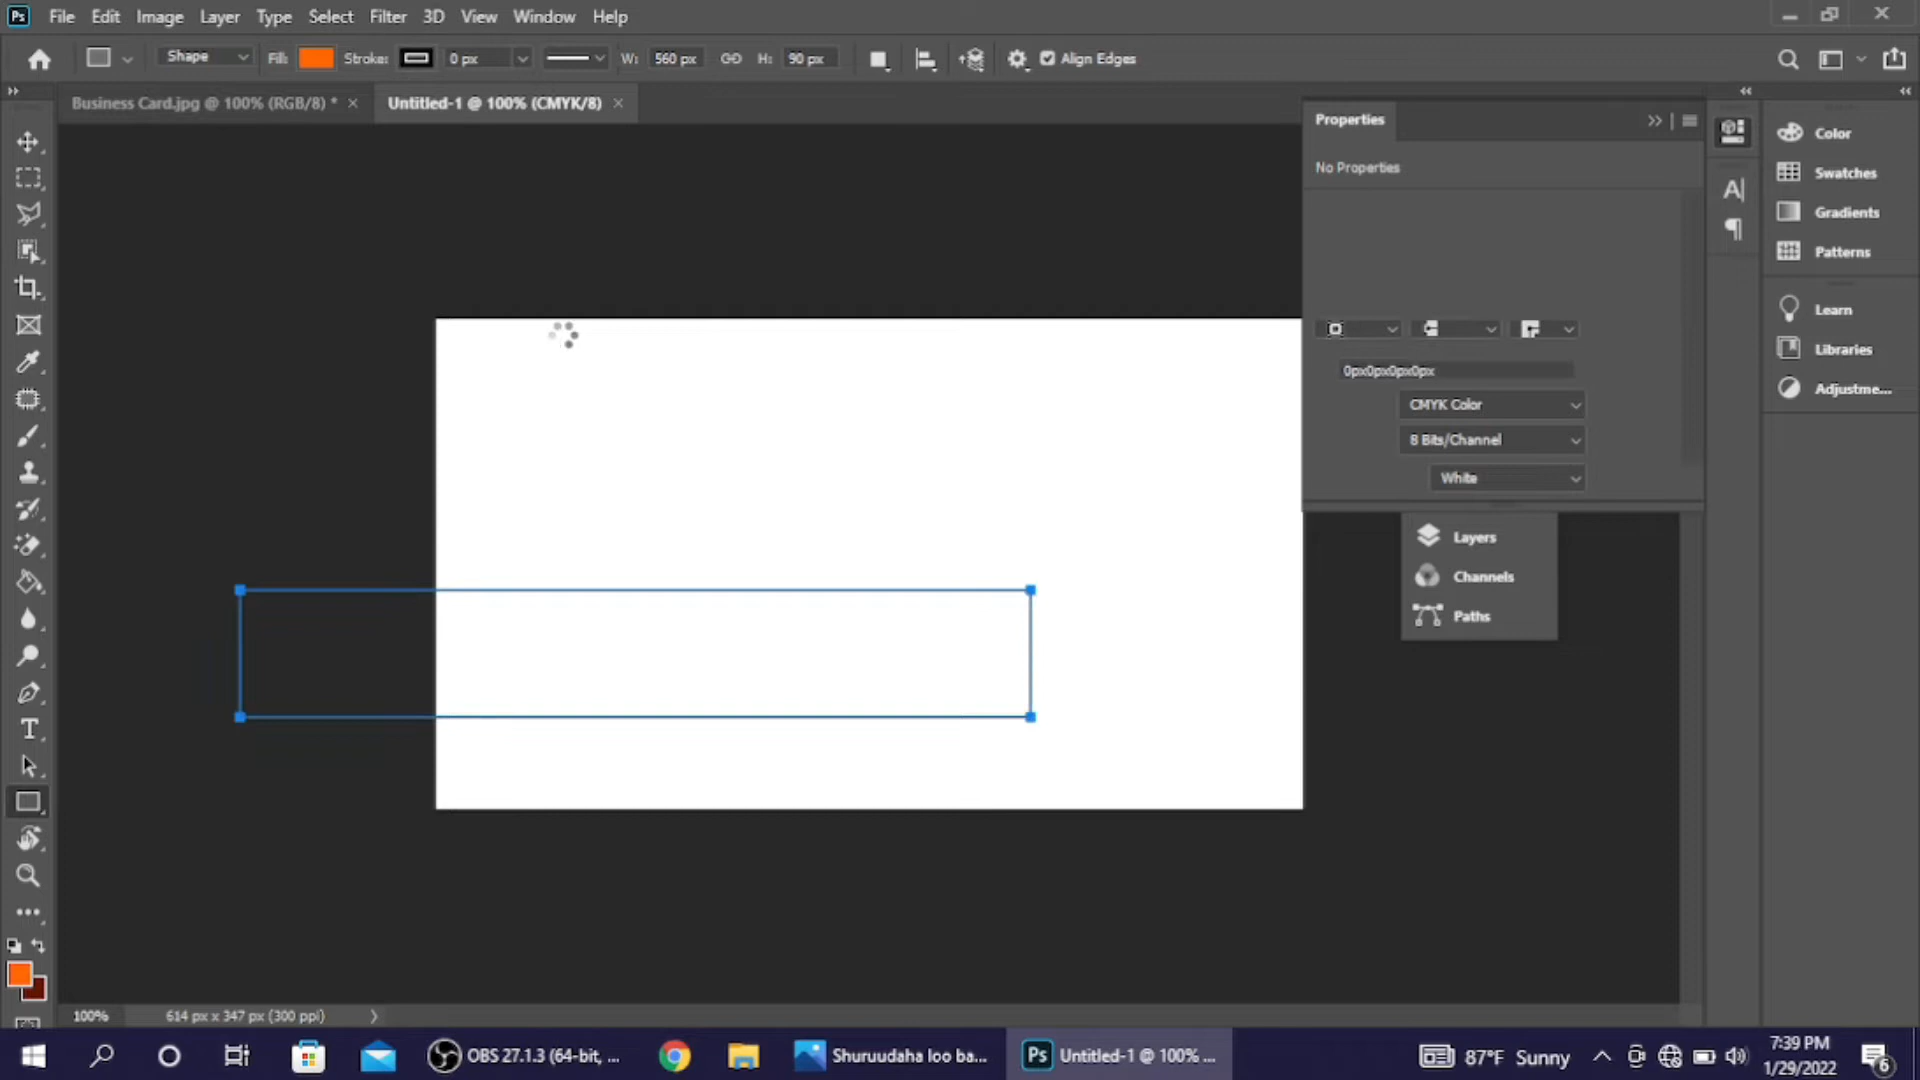 Ps File Edit Image Layer Type Select Filter 3D View Window Help
Shape Fill: Stroke: 0 px W: 560 px H: 90 px Align Edges
Business Card.jpg @ 100% (RGB/8) * × Untitled-1 @ 100% (CMYK/8) ×
Properties
No Properties
0px0px0px0px
CMYK Color
8 Bits/Channel
White
Layers
Channels
Paths
Color
Swatches
Gradients
Patterns
Learn
Libraries
Adjustme...
100% 614 px x 347 px (300 ppi)
OBS 27.1.3 (64-bit, ... Shuruudaha loo ba... Ps Untitled-1 @ 100% ... 87°F Sunny 7:39 PM
1/29/2022 6